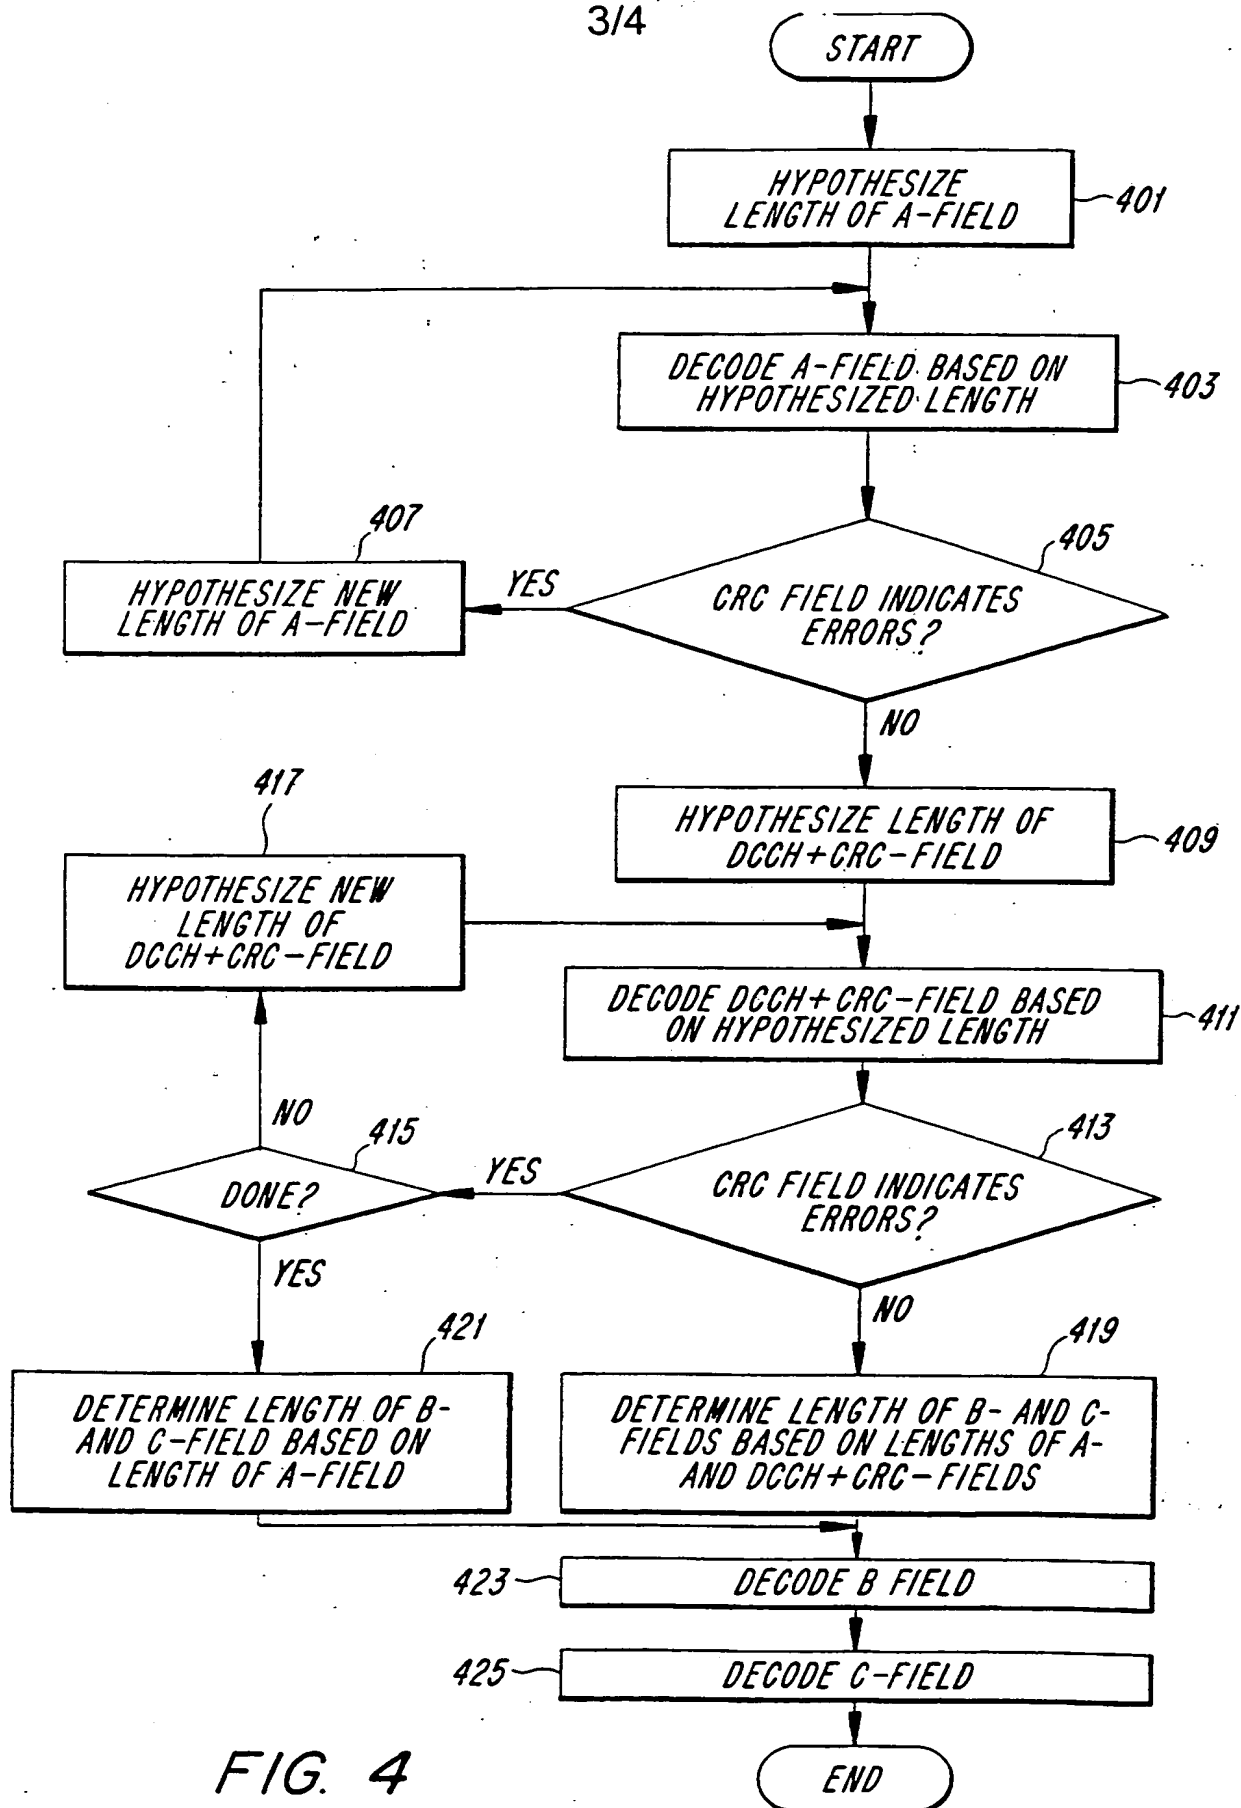 3/4
START
HYPOTHESIZE
LENGTH OF A-FIELD
401
DECODE A-FIELD BASED ON
HYPOTHESIZED LENGTH
403
407
405
HYPOTHESIZE NEW
LENGTH OF A-FIELD
YES
CRC FIELD INDICATES
ERRORS?
NO
417
HYPOTHESIZE LENGTH OF
DCCH+CRC-FIELD
409
HYPOTHESIZE NEW
LENGTH OF
DCCH+CRC-FIELD
DECODE DCCH+CRC-FIELD BASED
ON HYPOTHESIZED LENGTH
411
NO
415
413
DONE?
YES
CRC FIELD INDICATES
ERRORS?
YES
NO
421
419
DETERMINE LENGTH OF B-
AND C-FIELD BASED ON
LENGTH OF A-FIELD
DETERMINE LENGTH OF B- AND C-
FIELDS BASED ON LENGTHS OF A-
AND DCCH+CRC-FIELDS
423
DECODE B FIELD
425
DECODE C-FIELD
FIG. 4
END